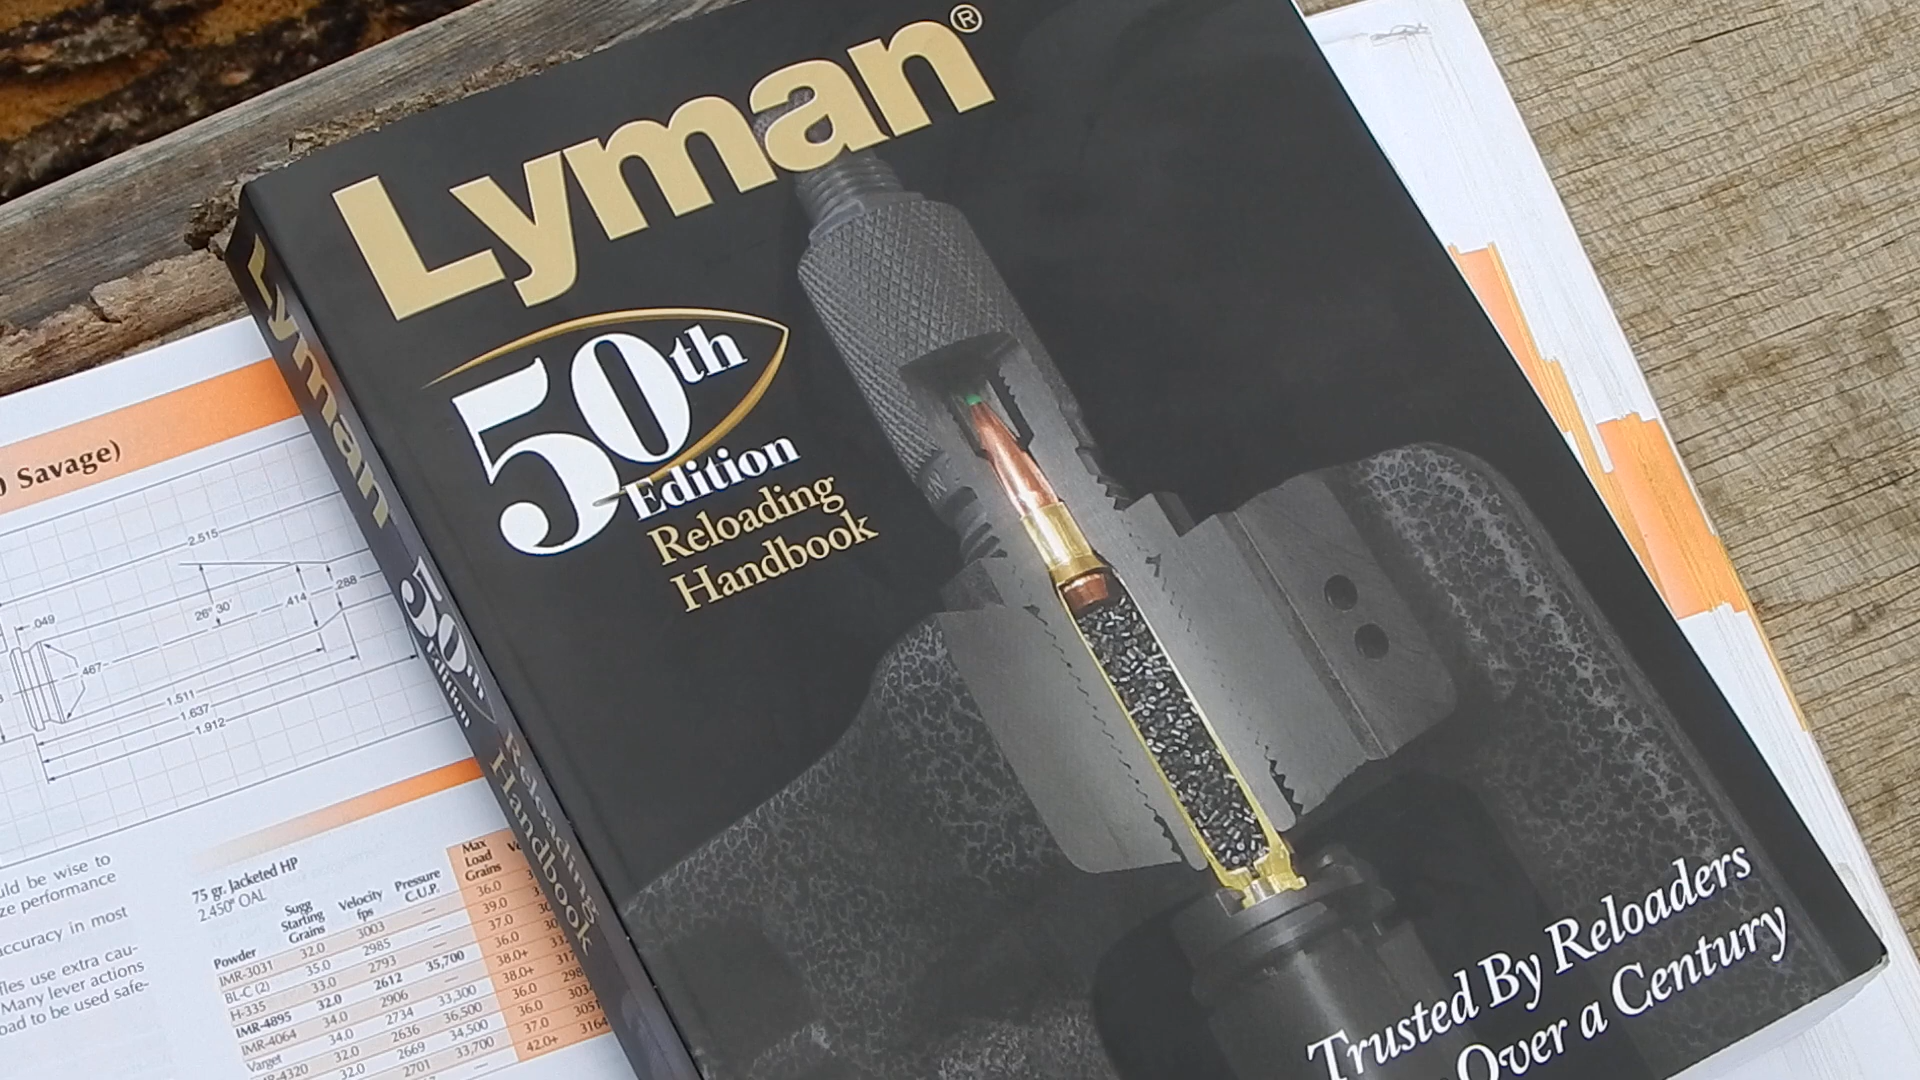 Lyman®
50th
Edition
Reloading
Handbook
Trusted By Reloaders
Over a Century
Lyman
50th
Edition
Reloading
Handbook
Savage)
2.515
.288
.414
26° 30'
.049
.467
1.511
1.637
1.912
uld be wise to
ze performance
accuracy in most
fles use extra cau-
Many lever actions
oad to be used safe-
75 gr. Jacketed HP
2.450" OAL
Powder Sugg Starting Grains Velocity fps Pressure C.U.P. Max Load Grains
IMR-3031 32.0 3003 — 36.0
BL-C (2) 35.0 2985 — 39.0
H-335 33.0 2793 — 37.0
IMR-4895 32.0 2612 35,700 36.0
IMR-4064 34.0 2906 — 38.0+
Varget 34.0 2734 33,300 38.0+
IMR-4320 32.0 2636 36,500 36.0
32.0 2669 34,500 36.0
2701 33,700 37.0
42.0+